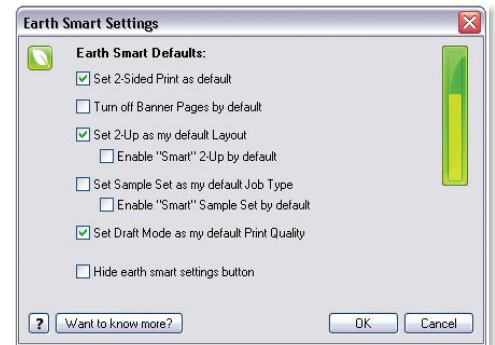 Earth Smart Settings
Earth Smart Defaults:
Set 2-Sided Print as default
Turn off Banner Pages by default
Set 2-Up as my default Layout
Enable "Smart" 2-Up by default
Set Sample Set as my default Job Type
Enable "Smart" Sample Set by default
Set Draft Mode as my default Print Quality
Hide earth smart settings button
? Want to know more? OK Cancel